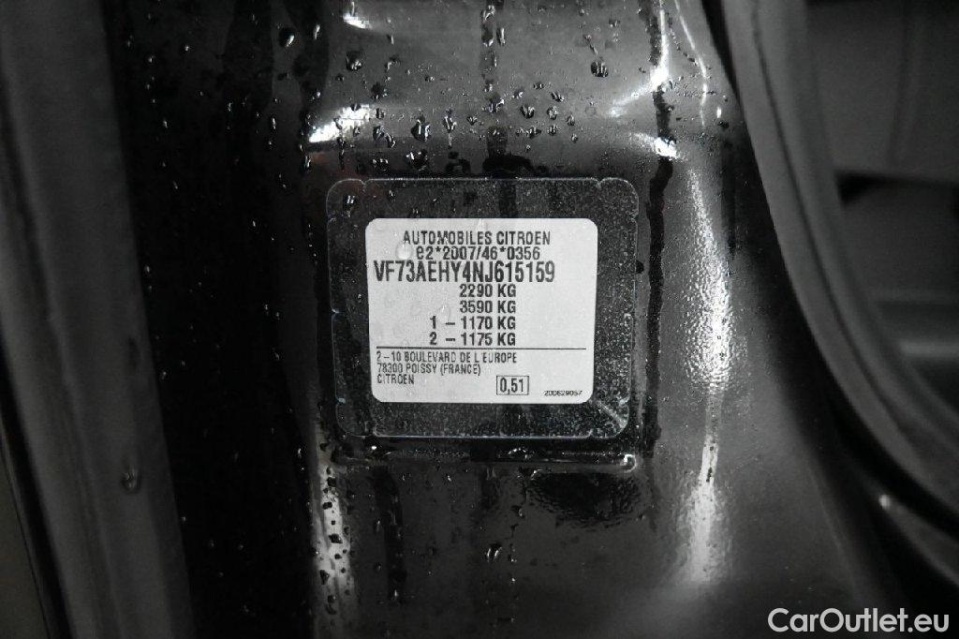 AUTOMOBILES CITROEN
e2*2007/46*0356
VF73AEHY4NJ615159
2290 KG
3590 KG
1 - 1170 KG
2 - 1175 KG
2-10 BOULEVARD DE L EUROPE
78300 POISSY (FRANCE)
CITROEN
0,51
200629057
CarOutlet.eu